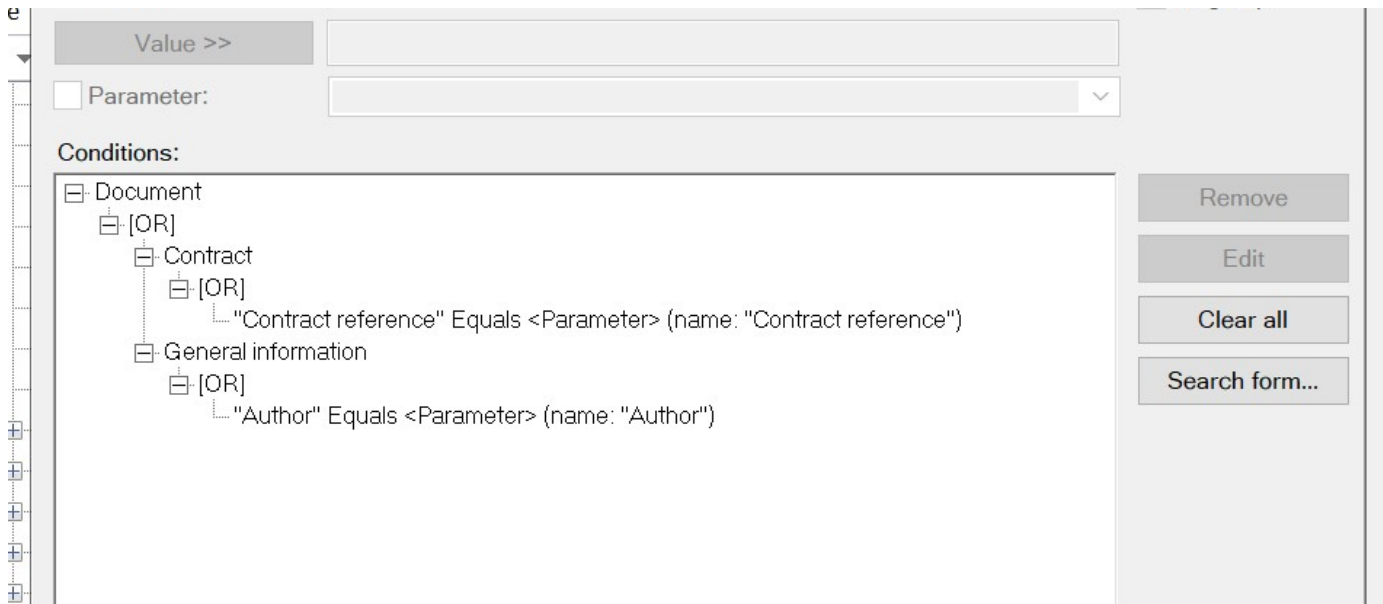 e
Value >>
Parameter:
Conditions:
Document
[OR]
Contract
[OR]
"Contract reference" Equals <Parameter> (name: "Contract reference")
General information
[OR]
"Author" Equals <Parameter> (name: "Author")
Remove
Edit
Clear all
Search form...